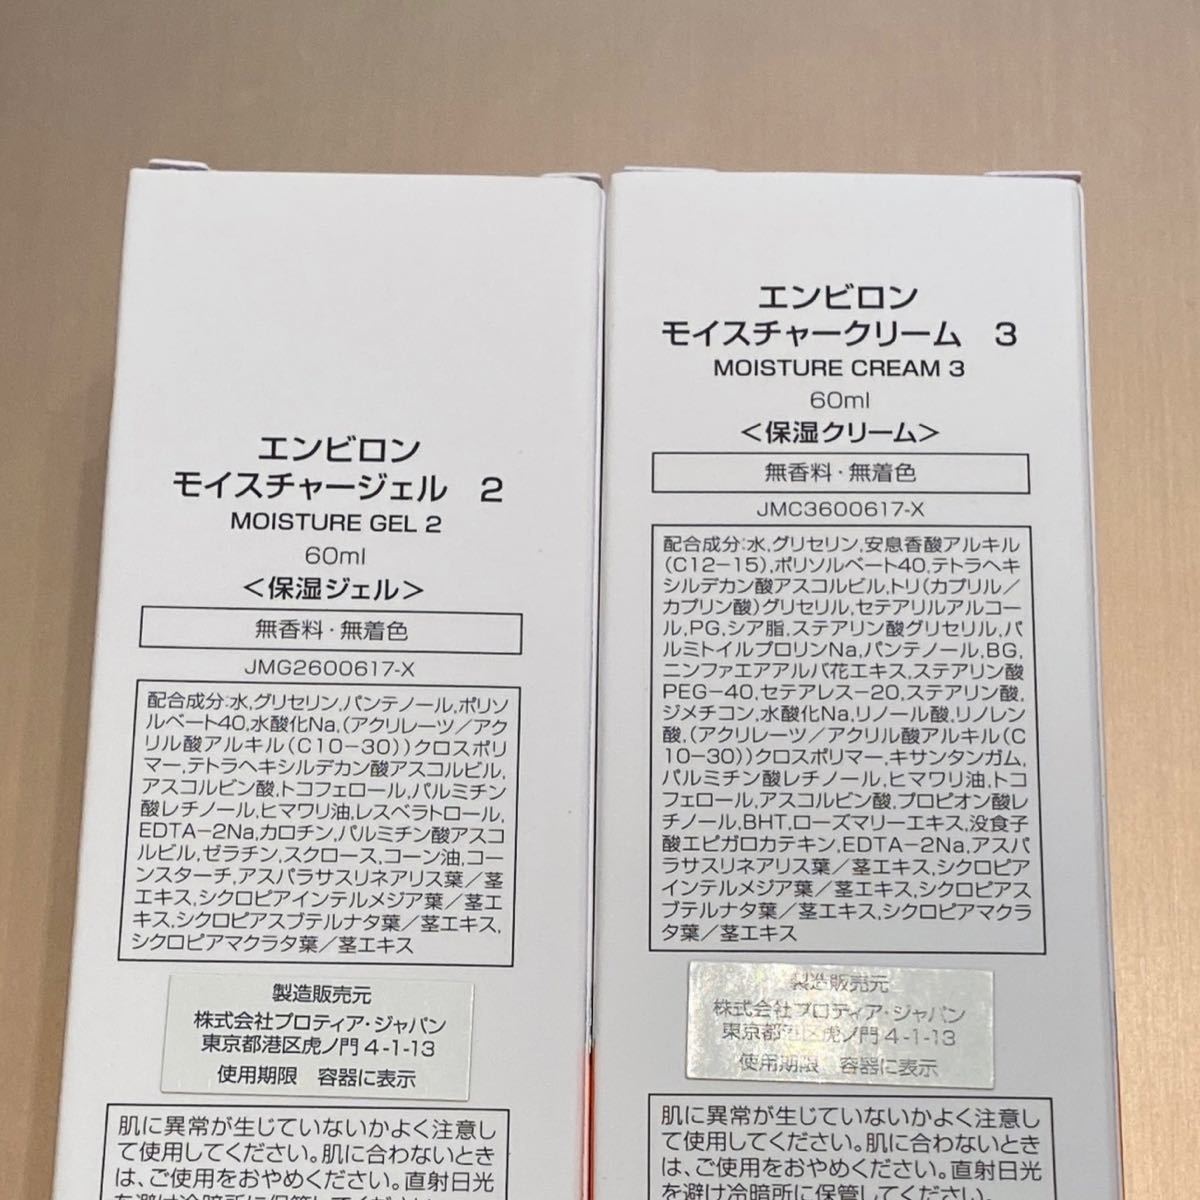 エンビロン
モイスチャージェル 2
MOISTURE GEL 2
60ml
＜保湿ジェル＞
無香料・無着色
JMG2600617-X
配合成分:水,グリセリン,パンテノール,ポリソ
ルベート40,水酸化Na,(アクリレーツ／アク
リル酸アルキル(C10−30))クロスポリ
マー,テトラヘキシルデカン酸アスコルビル,
アスコルビン酸,トコフェロール,パルミチン
酸レチノール,ヒマワリ油,レスベラトロール,
EDTA−2Na,カロチン,パルミチン酸アスコ
ルビル,ゼラチン,スクロース,コーン油,コー
ンスターチ,アスパラサスリネアリス葉／茎
エキス,シクロピアインテルメジア葉／茎エ
キス,シクロピアスブテルナタ葉／茎エキス,
シクロピアマクラタ葉／茎エキス
製造販売元
株式会社プロティア・ジャパン
東京都港区虎ノ門4-1-13
使用期限 容器に表示
肌に異常が生じていないかよく注意し
て使用してください。肌に合わないとき
は、ご使用をおやめください。直射日光
を避け冷暗所に保管してください。
エンビロン
モイスチャークリーム 3
MOISTURE CREAM 3
60ml
＜保湿クリーム＞
無香料・無着色
JMC3600617-X
配合成分:水,グリセリン,安息香酸アルキル
(C12−15),ポリソルベート40,テトラヘキ
シルデカン酸アスコルビル,トリ(カプリル／
カプリン酸)グリセリル,セテアリルアルコー
ル,PG,シア脂,ステアリン酸グリセリル,パ
ルミトイルプロリンNa,パンテノール,BG,
ニンファエアアルバ花エキス,ステアリン酸
PEG−40,セテアレス−20,ステアリン酸,
ジメチコン,水酸化Na,リノール酸,リノレン
酸,(アクリレーツ／アクリル酸アルキル(C
10−30))クロスポリマー,キサンタンガム,
パルミチン酸レチノール,ヒマワリ油,トコ
フェロール,アスコルビン酸,プロピオン酸レ
チノール,BHT,ローズマリーエキス,没食子
酸エピガロカテキン,EDTA−2Na,アスパ
ラサスリネアリス葉／茎エキス,シクロピア
インテルメジア葉／茎エキス,シクロピアス
ブテルナタ葉／茎エキス,シクロピアマクラ
タ葉／茎エキス
製造販売元
株式会社プロティア・ジャパン
東京都港区虎ノ門4-1-13
使用期限 容器に表示
肌に異常が生じていないかよく注意し
て使用してください。肌に合わないとき
は、ご使用をおやめください。直射日光
を避け冷暗所に保管してください。